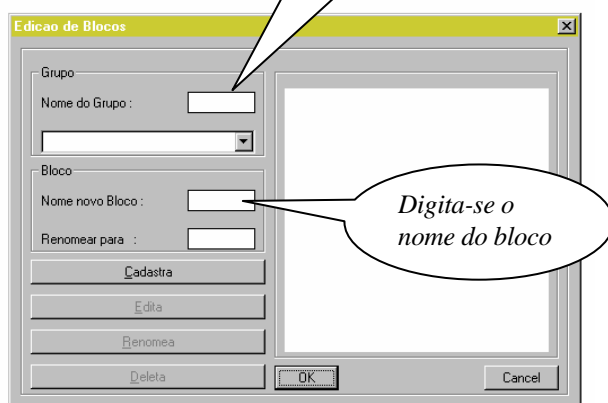 Edicao de Blocos
Grupo
Nome do Grupo :
Bloco
Nome novo Bloco :
Renomear para :
Digita-se o
nome do bloco
Cadastra
Edita
Renomea
Deleta
OK
Cancel